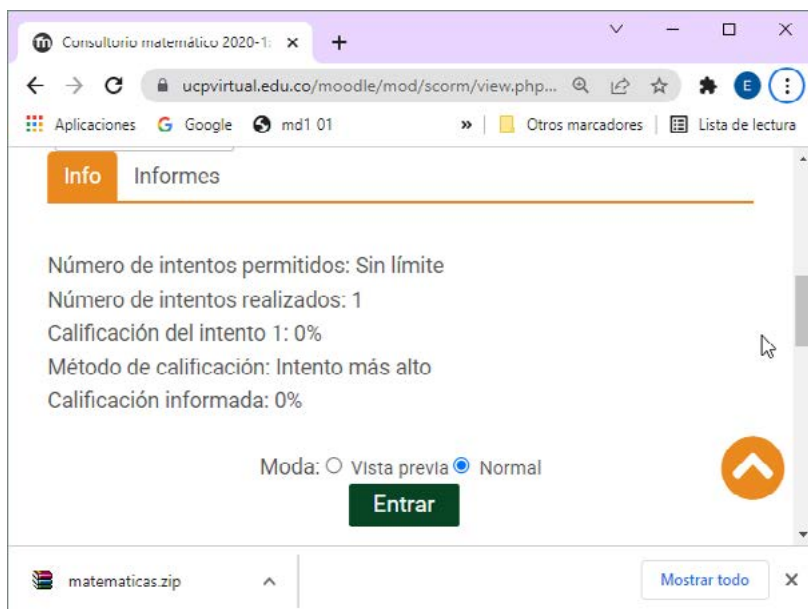 Consultorio matemático 2020-1:
ucpvirtual.edu.co/moodle/mod/scorm/view.php...
E
Aplicaciones
G Google
md1 01
»
Otros marcadores
Lista de lectura
Info
Informes
Número de intentos permitidos: Sin límite
Número de intentos realizados: 1
Calificación del intento 1: 0%
Método de calificación: Intento más alto
Calificación informada: 0%
Moda: Vista previa Normal
Entrar
matematicas.zip
Mostrar todo